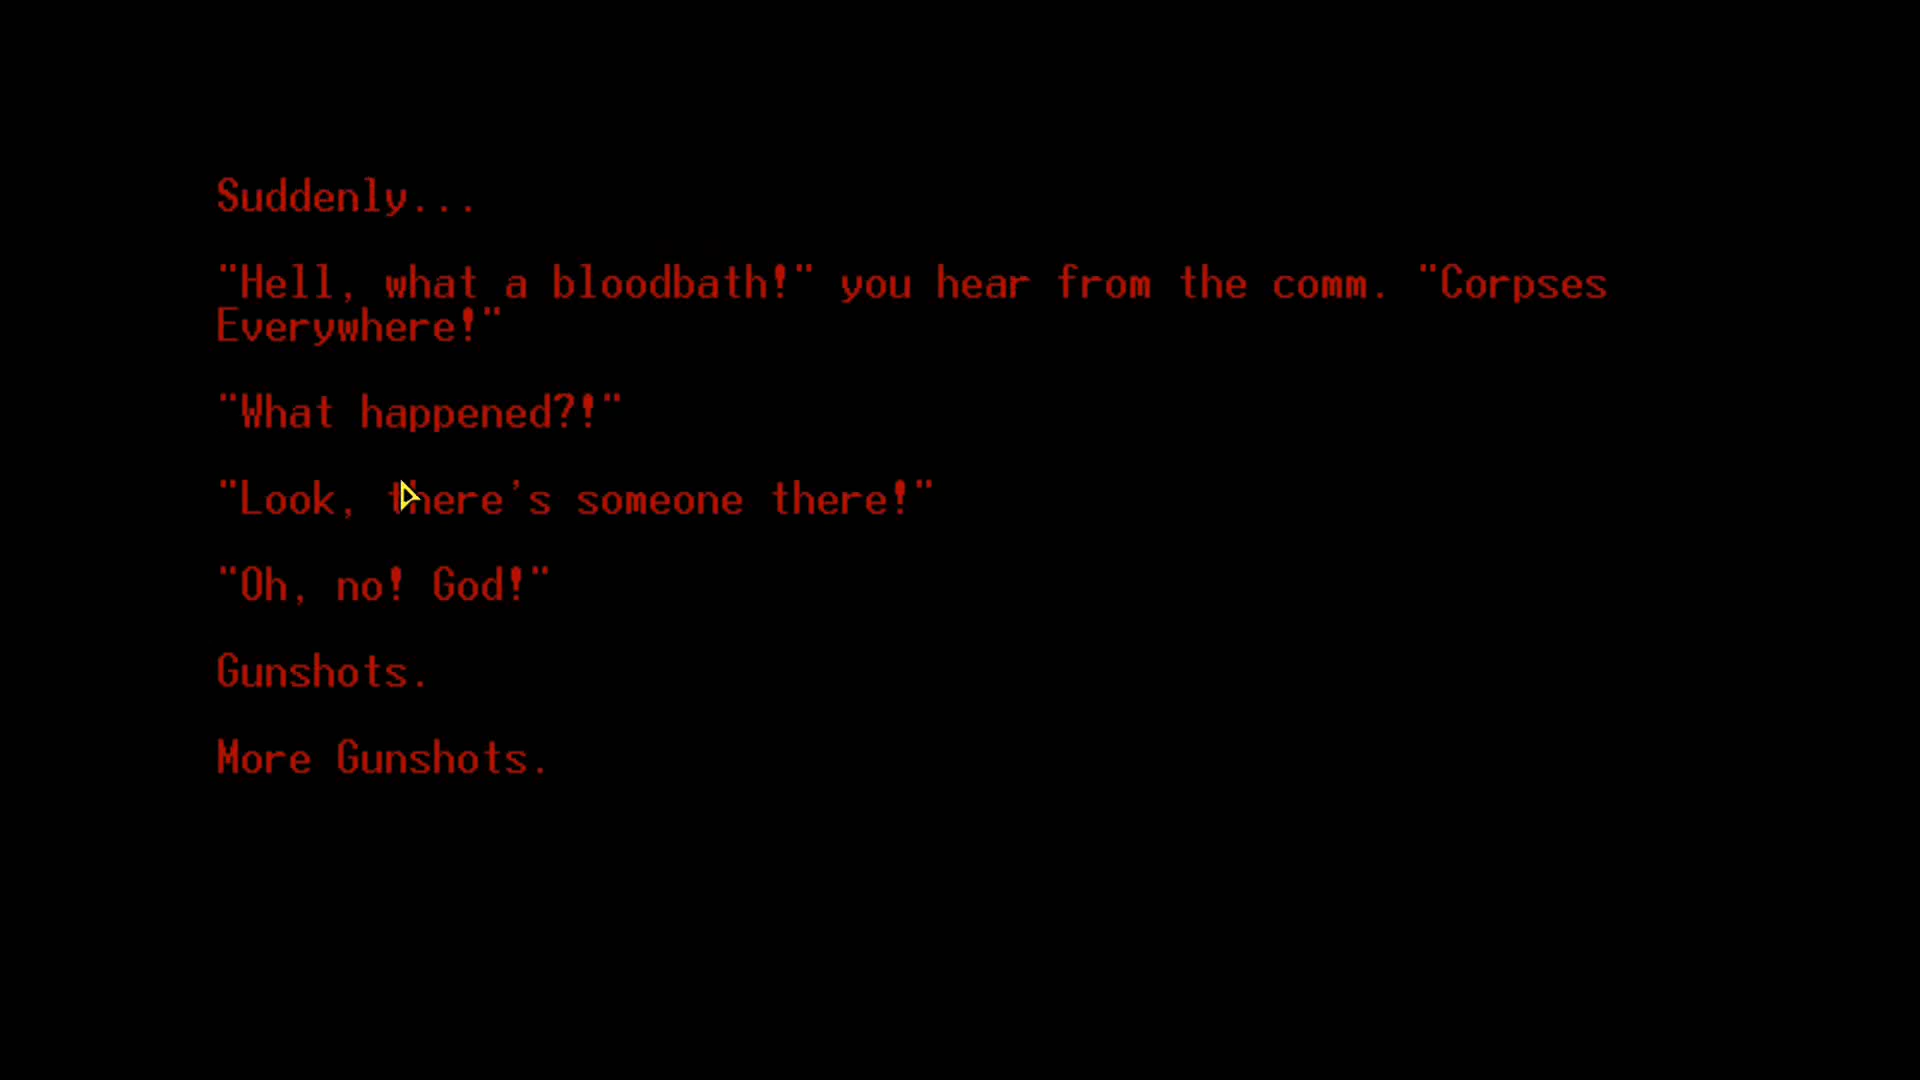 Suddenly...
"Hell, what a bloodbath!" you hear from the comm. "Corpses
Everywhere!"
"What happened?!"
"Look, there's someone there!"
"Oh, no! God!"
Gunshots.
More Gunshots.